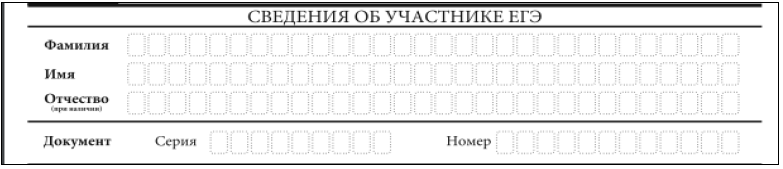 СВЕДЕНИЯ ОБ УЧАСТНИКЕ ЕГЭ
Фамилия
Имя
Отчество
(при наличии)
Документ Серия Номер